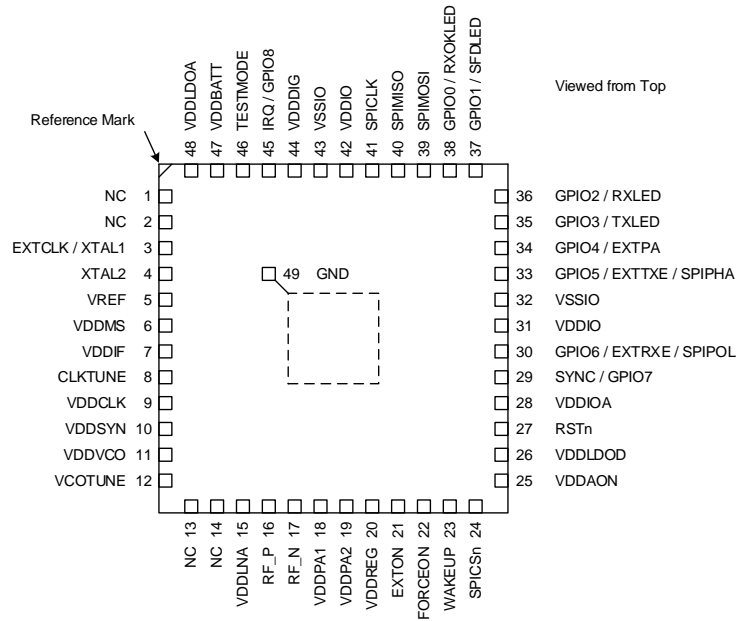 Viewed from Top
Reference Mark
48 VDDLDOA
47 VDDBATT
46 TESTMODE
45 IRQ / GPIO8
44 VDDDIG
43 VSSIO
42 VDDIO
41 SPICLK
40 SPIMISO
39 SPIMOSI
38 GPIO0 / RXOKLED
37 GPIO1 / SFDLED
NC 1
NC 2
EXTCLK / XTAL1 3
XTAL2 4
VREF 5
VDDMS 6
VDDIF 7
CLKTUNE 8
VDDCLK 9
VDDSYN 10
VDDVCO 11
VCOTUNE 12
49 GND
36 GPIO2 / RXLED
35 GPIO3 / TXLED
34 GPIO4 / EXTPA
33 GPIO5 / EXTTXE / SPIPHA
32 VSSIO
31 VDDIO
30 GPIO6 / EXTRXE / SPIPOL
29 SYNC / GPIO7
28 VDDIOA
27 RSTn
26 VDDLDOD
25 VDDAON
NC 13
NC 14
VDDLNA 15
RF_P 16
RF_N 17
VDDPA1 18
VDDPA2 19
VDDREG 20
EXTON 21
FORCEON 22
WAKEUP 23
SPICSn 24